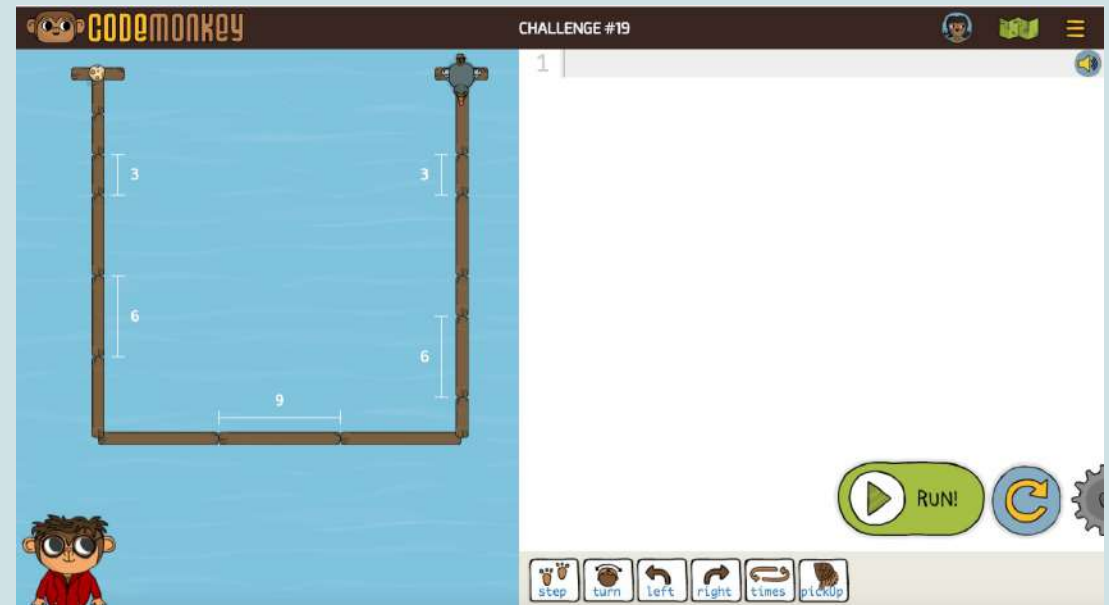 CODEMONKEY
CHALLENGE #19
1
3
3
6
6
9
RUN!
step
turn
left
right
times
pickUp